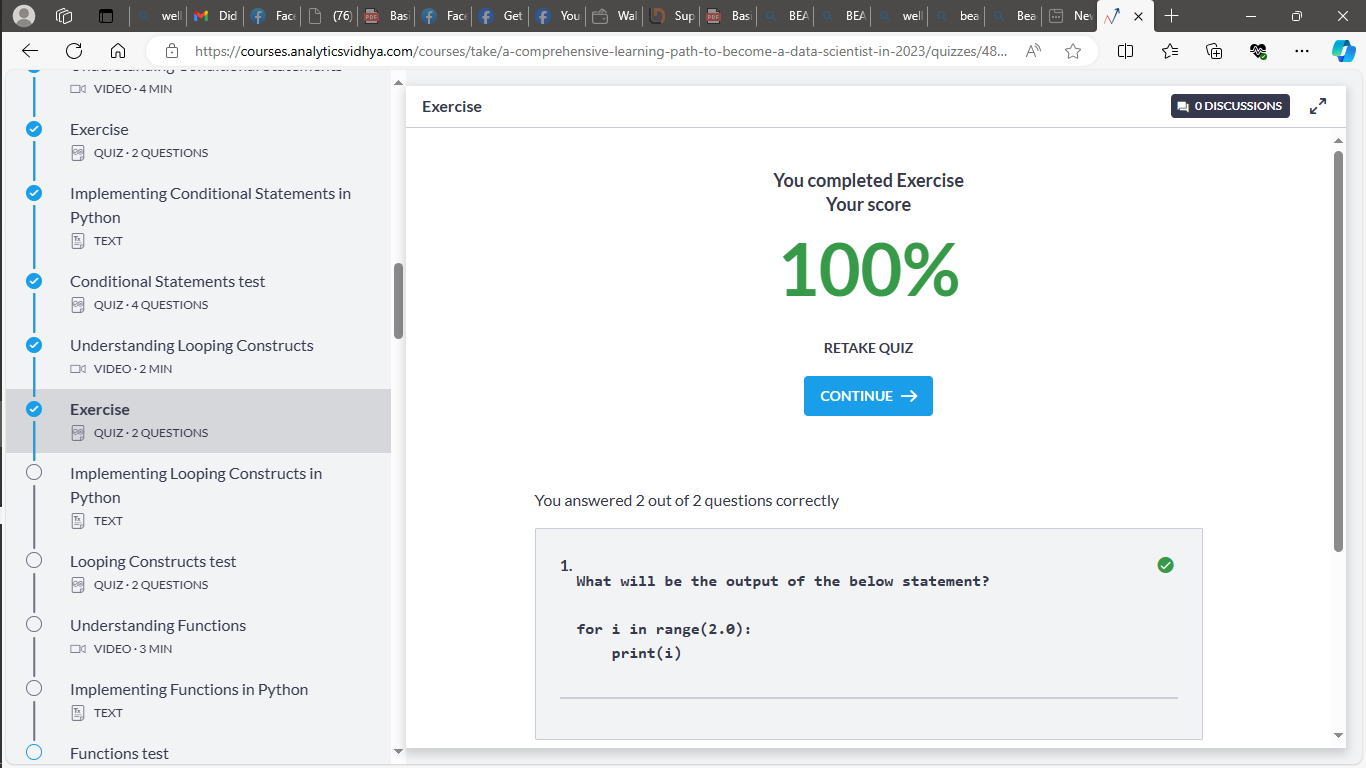 well
Did
Face
(76)
Basi
Face
Get
You
Wal
Sup
Basi
BEA
BEA
well
bea
Bea
Nev
https://courses.analyticsvidhya.com/courses/take/a-comprehensive-learning-path-to-become-a-data-scientist-in-2023/quizzes/48...
Understanding Conditional Statements
VIDEO · 4 MIN
Exercise
QUIZ · 2 QUESTIONS
Implementing Conditional Statements in
Python
TEXT
Conditional Statements test
QUIZ · 4 QUESTIONS
Understanding Looping Constructs
VIDEO · 2 MIN
Exercise
QUIZ · 2 QUESTIONS
Implementing Looping Constructs in
Python
TEXT
Looping Constructs test
QUIZ · 2 QUESTIONS
Understanding Functions
VIDEO · 3 MIN
Implementing Functions in Python
TEXT
Functions test
Exercise
0 DISCUSSIONS
You completed Exercise
Your score
100%
RETAKE QUIZ
CONTINUE →
You answered 2 out of 2 questions correctly
1.
What will be the output of the below statement?
for i in range(2.0):
    print(i)